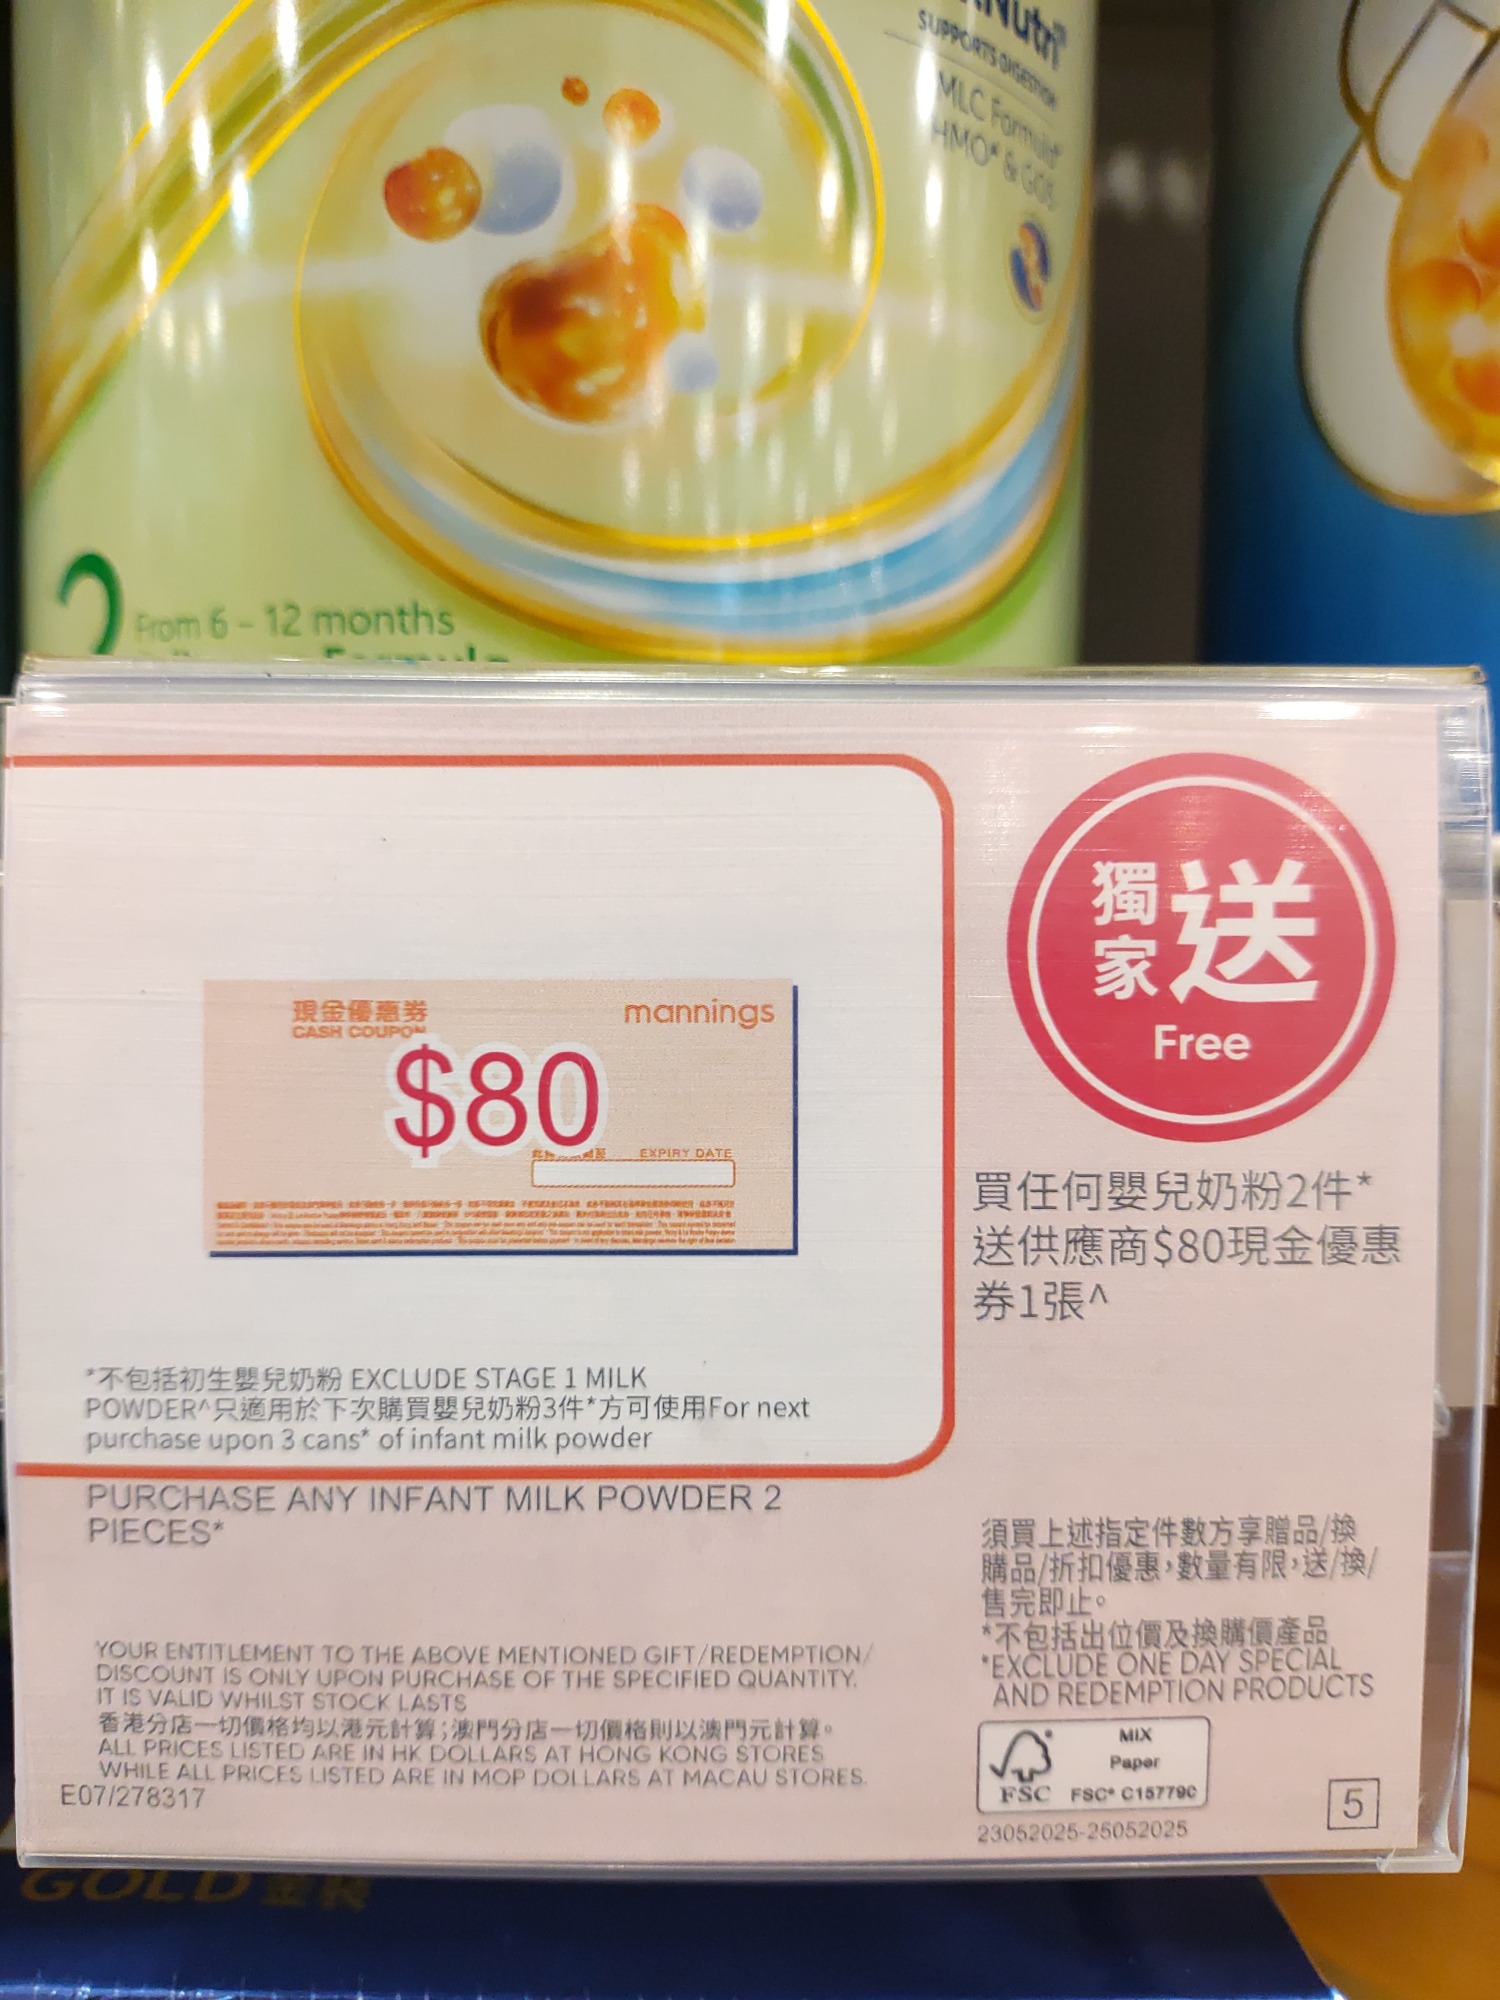 Nutri
SUPPORTS DIGESTION
MLC Formula
HMO* & GOS
2
From 6 - 12 months
Formula
獨家送
Free
現金優惠券
CASH COUPON
mannings
$80
EXPIRY DATE
買任何嬰兒奶粉2件*
送供應商$80現金優惠
券1張^
*不包括初生嬰兒奶粉 EXCLUDE STAGE 1 MILK
POWDER^只適用於下次購買嬰兒奶粉3件*方可使用For next
purchase upon 3 cans* of infant milk powder
PURCHASE ANY INFANT MILK POWDER 2
PIECES*
須買上述指定件數方享贈品/換
購品/折扣優惠,數量有限,送/換/
售完即止。
*不包括出位價及換購價產品
*EXCLUDE ONE DAY SPECIAL
AND REDEMPTION PRODUCTS
YOUR ENTITLEMENT TO THE ABOVE MENTIONED GIFT/REDEMPTION/
DISCOUNT IS ONLY UPON PURCHASE OF THE SPECIFIED QUANTITY.
IT IS VALID WHILST STOCK LASTS
香港分店一切價格均以港元計算;澳門分店一切價格則以澳門元計算。
ALL PRICES LISTED ARE IN HK DOLLARS AT HONG KONG STORES
WHILE ALL PRICES LISTED ARE IN MOP DOLLARS AT MACAU STORES.
E07/278317
FSC
MIX
Paper
FSC® C157790
5
23052025-25052025
GOLD 金裝